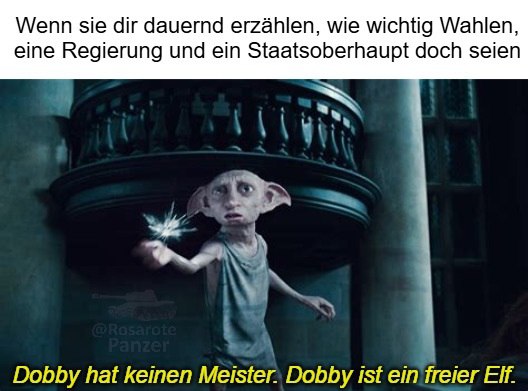 Wenn sie dir dauernd erzählen, wie wichtig Wahlen,
eine Regierung und ein Staatsoberhaupt doch seien
@Rosarote
Panzer
Dobby hat keinen Meister. Dobby ist ein freier Elf.